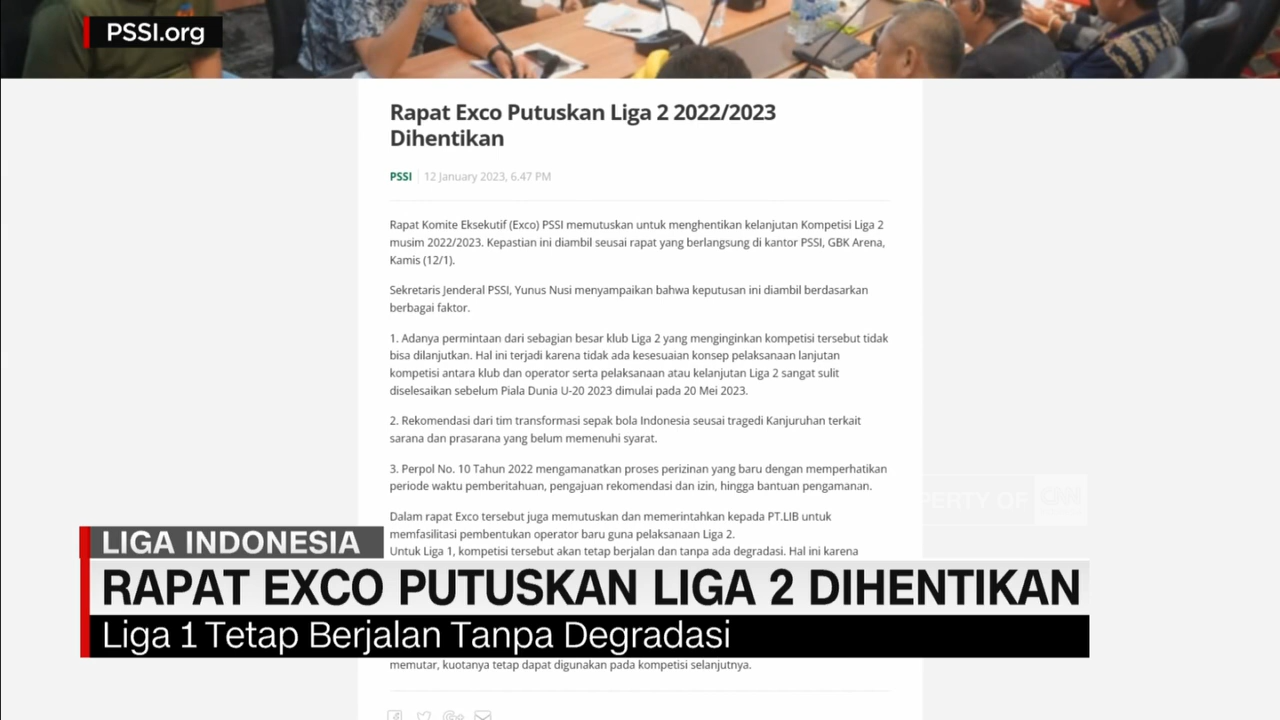 PSSI.org
Rapat Exco Putuskan Liga 2 2022/2023
Dihentikan
PSSI 12 January 2023, 6.47 PM
Rapat Komite Eksekutif (Exco) PSSI memutuskan untuk menghentikan kelanjutan Kompetisi Liga 2
musim 2022/2023. Kepastian ini diambil seusai rapat yang berlangsung di kantor PSSI, GBK Arena,
Kamis (12/1).
Sekretaris Jenderal PSSI, Yunus Nusi menyampaikan bahwa keputusan ini diambil berdasarkan
berbagai faktor.
1. Adanya permintaan dari sebagian besar klub Liga 2 yang menginginkan kompetisi tersebut tidak
bisa dilanjutkan. Hal ini terjadi karena tidak ada kesesuaian konsep pelaksanaan lanjutan
kompetisi antara klub dan operator serta pelaksanaan atau kelanjutan Liga 2 sangat sulit
diselesaikan sebelum Piala Dunia U-20 2023 dimulai pada 20 Mei 2023.
2. Rekomendasi dari tim transformasi sepak bola Indonesia seusai tragedi Kanjuruhan terkait
sarana dan prasarana yang belum memenuhi syarat.
3. Perpol No. 10 Tahun 2022 mengamanatkan proses perizinan yang baru dengan memperhatikan
periode waktu pemberitahuan, pengajuan rekomendasi dan izin, hingga bantuan pengamanan.
PERTY OF CNN
Dalam rapat Exco tersebut juga memutuskan dan memerintahkan kepada PT.LIB untuk
memfasilitasi pembentukan operator baru guna pelaksanaan Liga 2.
Untuk Liga 1, kompetisi tersebut akan tetap berjalan dan tanpa ada degradasi. Hal ini karena
LIGA INDONESIA
RAPAT EXCO PUTUSKAN LIGA 2 DIHENTIKAN
Liga 1 Tetap Berjalan Tanpa Degradasi
memutar, kuotanya tetap dapat digunakan pada kompetisi selanjutnya.